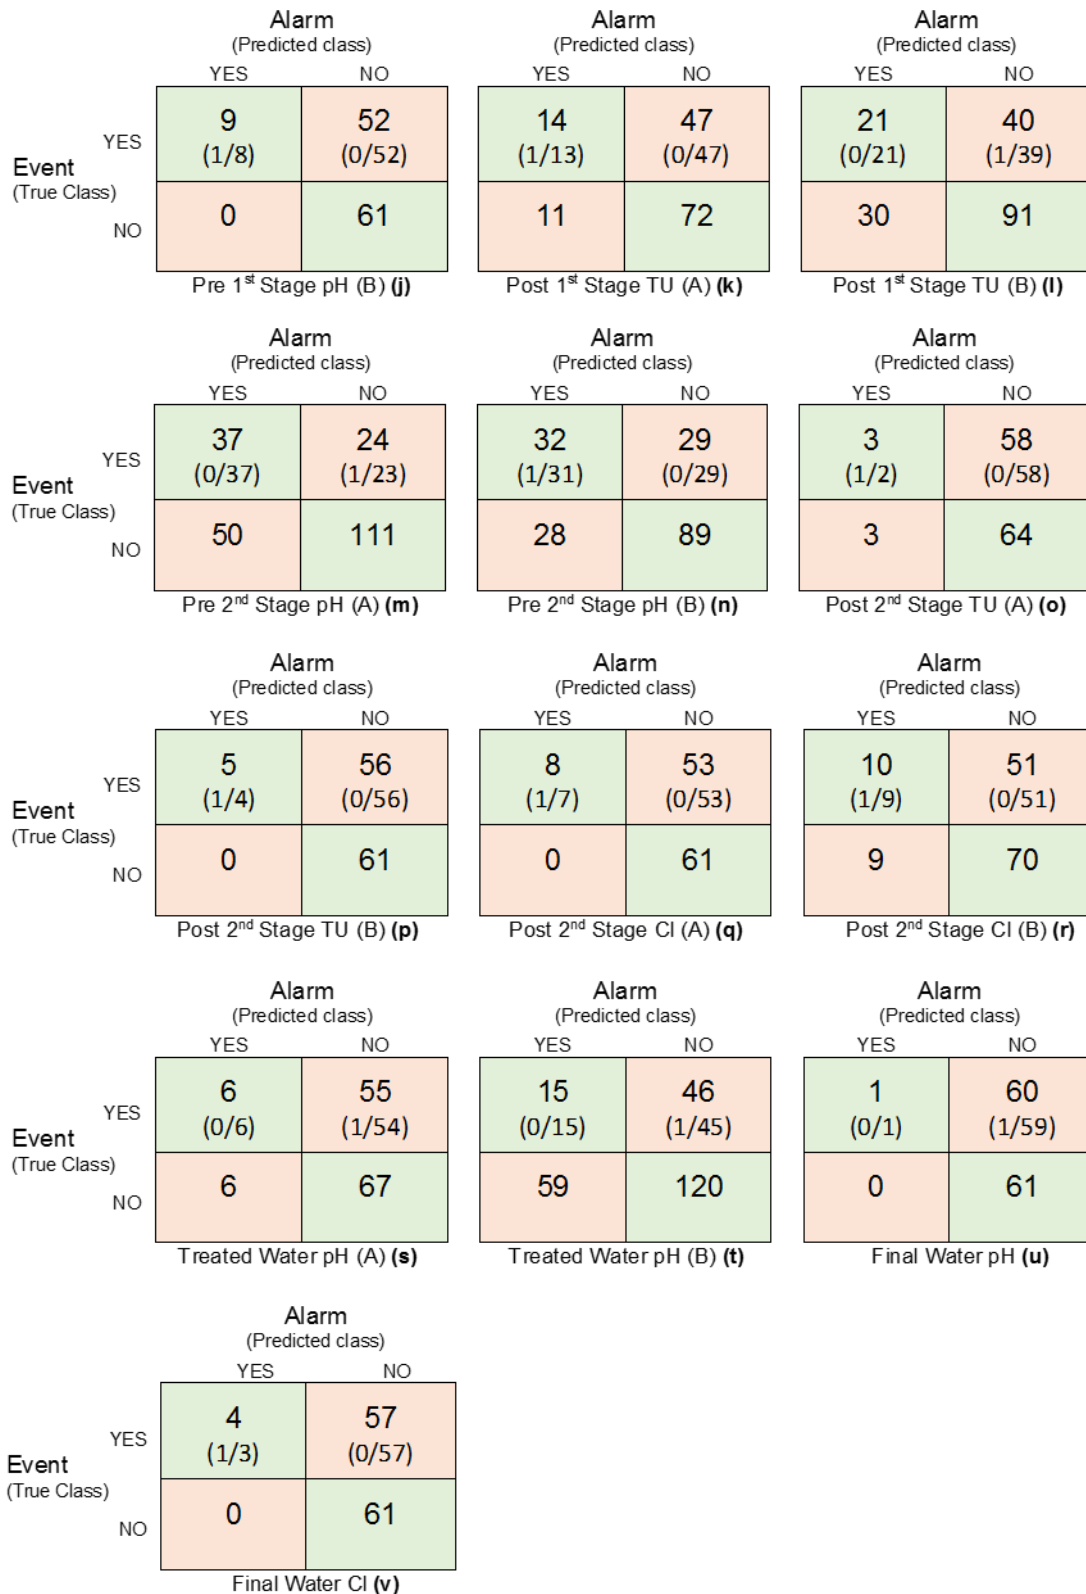 Alarm Alarm Alarm
(Predicted class) (Predicted class) (Predicted class)
YES NO YES NO YES NO
Event (True Class)
YES 9 52 14 47 21 40
(1/8) (0/52) (1/13) (0/47) (0/21) (1/39)
NO 0 61 11 72 30 91
Pre 1st Stage pH (B) (j) Post 1st Stage TU (A) (k) Post 1st Stage TU (B) (l)
Alarm Alarm Alarm
(Predicted class) (Predicted class) (Predicted class)
YES NO YES NO YES NO
Event (True Class)
YES 37 24 32 29 3 58
(0/37) (1/23) (1/31) (0/29) (1/2) (0/58)
NO 50 111 28 89 3 64
Pre 2nd Stage pH (A) (m) Pre 2nd Stage pH (B) (n) Post 2nd Stage TU (A) (o)
Alarm Alarm Alarm
(Predicted class) (Predicted class) (Predicted class)
YES NO YES NO YES NO
Event (True Class)
YES 5 56 8 53 10 51
(1/4) (0/56) (1/7) (0/53) (1/9) (0/51)
NO 0 61 0 61 9 70
Post 2nd Stage TU (B) (p) Post 2nd Stage Cl (A) (q) Post 2nd Stage Cl (B) (r)
Alarm Alarm Alarm
(Predicted class) (Predicted class) (Predicted class)
YES NO YES NO YES NO
Event (True Class)
YES 6 55 15 46 1 60
(0/6) (1/54) (0/15) (1/45) (0/1) (1/59)
NO 6 67 59 120 0 61
Treated Water pH (A) (s) Treated Water pH (B) (t) Final Water pH (u)
Alarm
(Predicted class)
YES NO
Event (True Class)
YES 4 57
(1/3) (0/57)
NO 0 61
Final Water Cl (v)